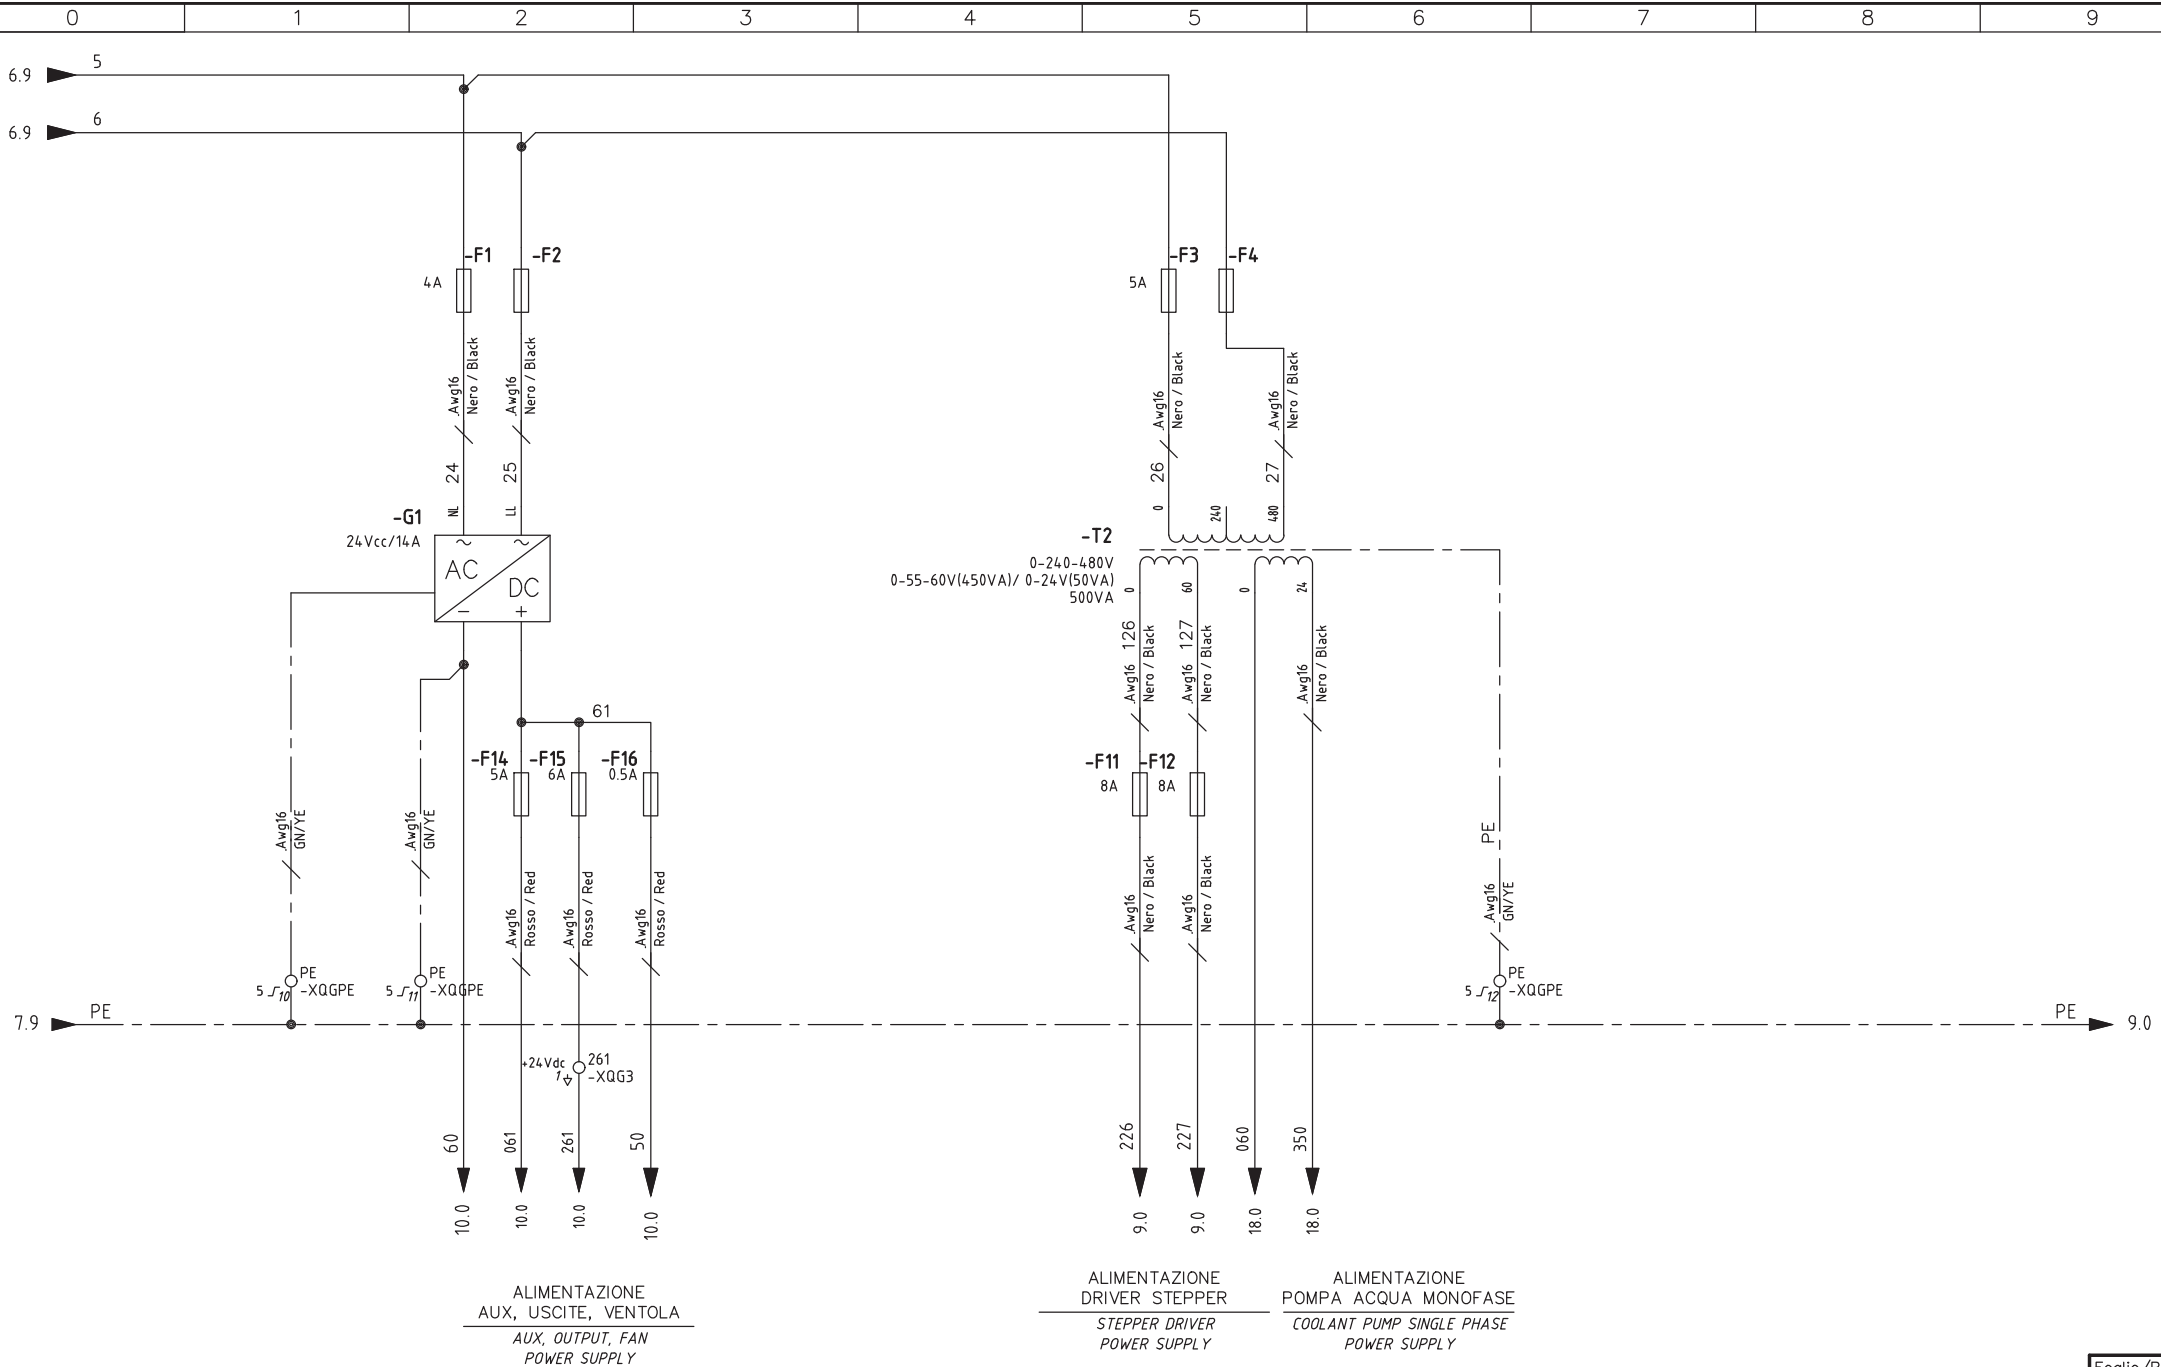 0 1 2 3 4 5 6 7 8 9
6.9 5
6.9 6
-F1 -F2 -F3 -F4
4A 5A
Awg16 Nero / Black
Awg16 Nero / Black
Awg16 Nero / Black
Awg16 Nero / Black
24 25 26 27
NL LL 0 240 480
-G1
24Vcc/14A
AC
DC
- +
-T2
0-240-480V
0-55-60V(450VA)/ 0-24V(50VA)
500VA
0 60 0 24
126 127
Awg16 Nero / Black
Awg16 Nero / Black
Awg16 Nero / Black
61
-F14 -F15 -F16 -F11 -F12
5A 6A 0.5A 8A 8A
Awg16 GN/YE
Awg16 GN/YE
Awg16 Rosso / Red
Awg16 Rosso / Red
Awg16 Rosso / Red
Awg16 Nero / Black
Awg16 Nero / Black
PE
Awg16 GN/YE
PE PE PE
5 10 -XQGPE 5 11 -XQGPE 5 12 -XQGPE
7.9 PE PE 9.0
+24Vdc 261
1 -XQG3
60 061 261 50 226 227 060 350
10.0 10.0 10.0 10.0 9.0 9.0 18.0 18.0
ALIMENTAZIONE
AUX, USCITE, VENTOLA
AUX, OUTPUT, FAN
POWER SUPPLY
ALIMENTAZIONE
DRIVER STEPPER
STEPPER DRIVER
POWER SUPPLY
ALIMENTAZIONE
POMPA ACQUA MONOFASE
COOLANT PUMP SINGLE PHASE
POWER SUPPLY